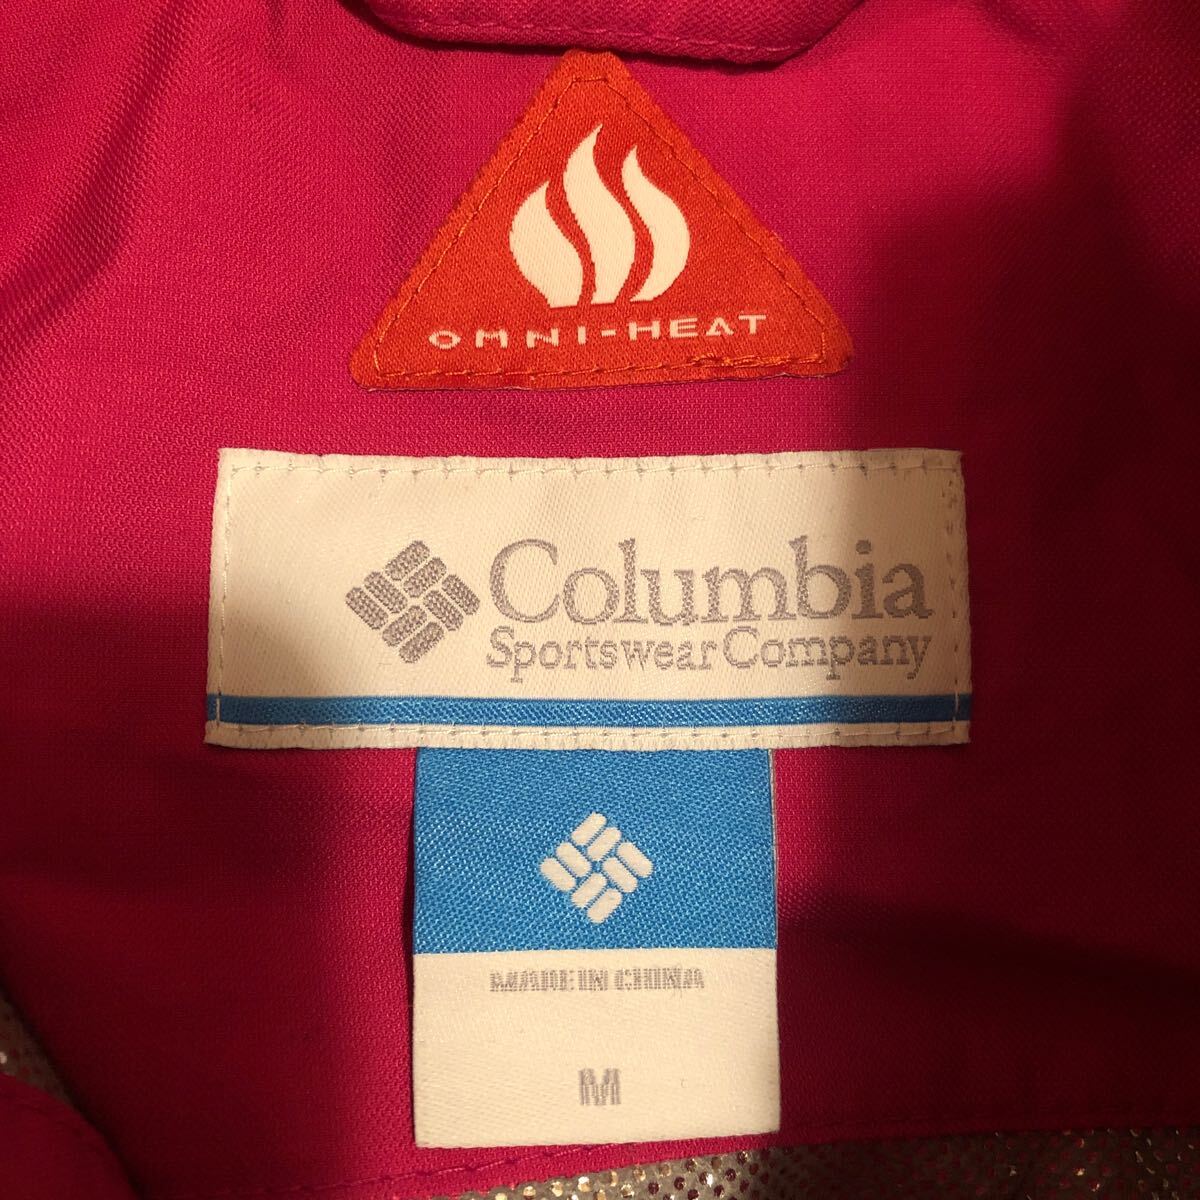 OMNI-HEAT
Columbia
Sportswear Company
MADE IN CHINA
M